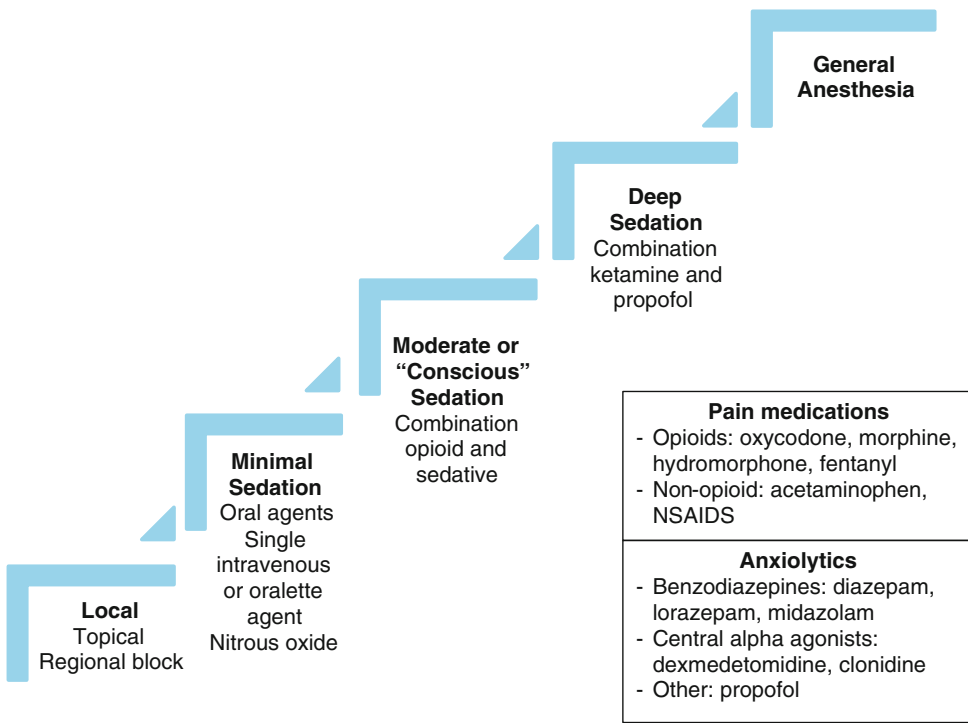 General
Anesthesia
Deep
Sedation
Combination
ketamine and
propofol
Moderate or
“Conscious”
Sedation
Combination
opioid and
sedative
Minimal
Sedation
Oral agents
Single
intravenous
or oralette
agent
Nitrous oxide
Local
Topical
Regional block
Pain medications
- Opioids: oxycodone, morphine,
hydromorphone, fentanyl
- Non-opioid: acetaminophen,
NSAIDS
Anxiolytics
- Benzodiazepines: diazepam,
lorazepam, midazolam
- Central alpha agonists:
dexmedetomidine, clonidine
- Other: propofol